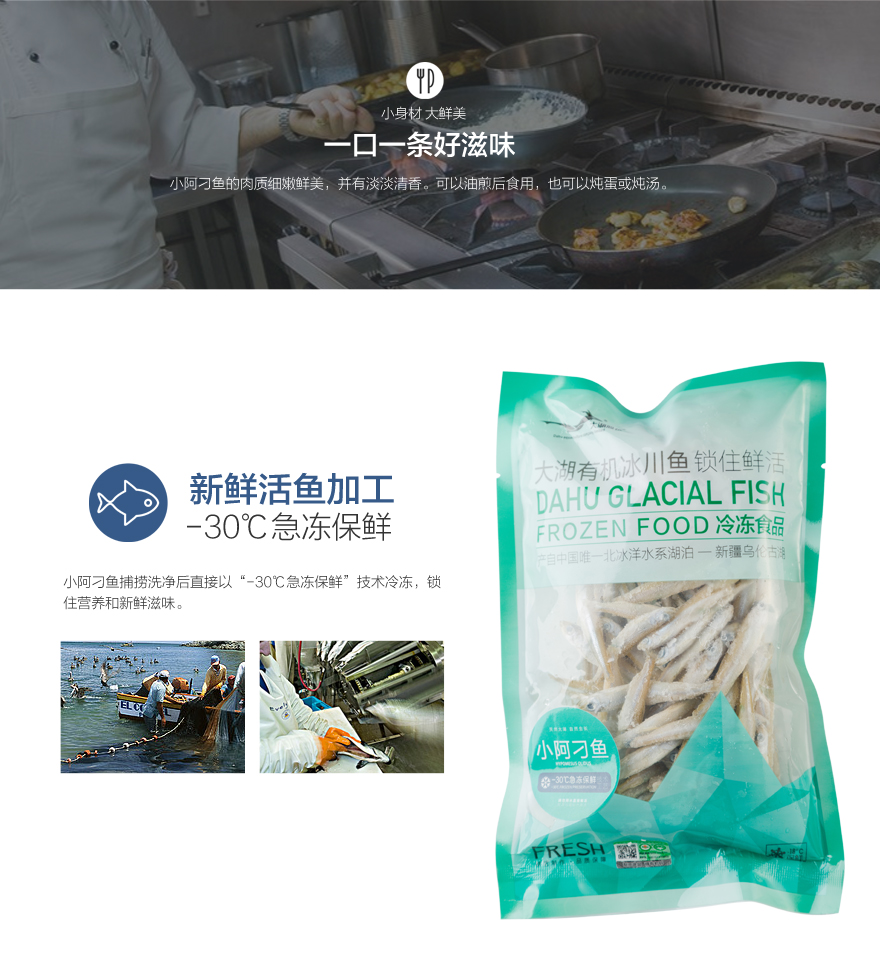 小身材 大鲜美
一口一条好滋味
小阿刁鱼的肉质细嫩鲜美，并有淡淡清香。可以油煎后食用，也可以炖蛋或炖汤。
新鲜活鱼加工
-30℃急冻保鲜
小阿刁鱼捕捞洗净后直接以“-30℃急冻保鲜”技术冷冻，锁
住营养和新鲜滋味。
大湖有机冰川鱼 锁住鲜活
DAHU GLACIAL FISH
FROZEN FOOD 冷冻食品
产自中国唯一北冰洋水系湖泊 — 新疆乌伦古湖
小阿刁鱼
-30℃急冻保鲜
FRESH